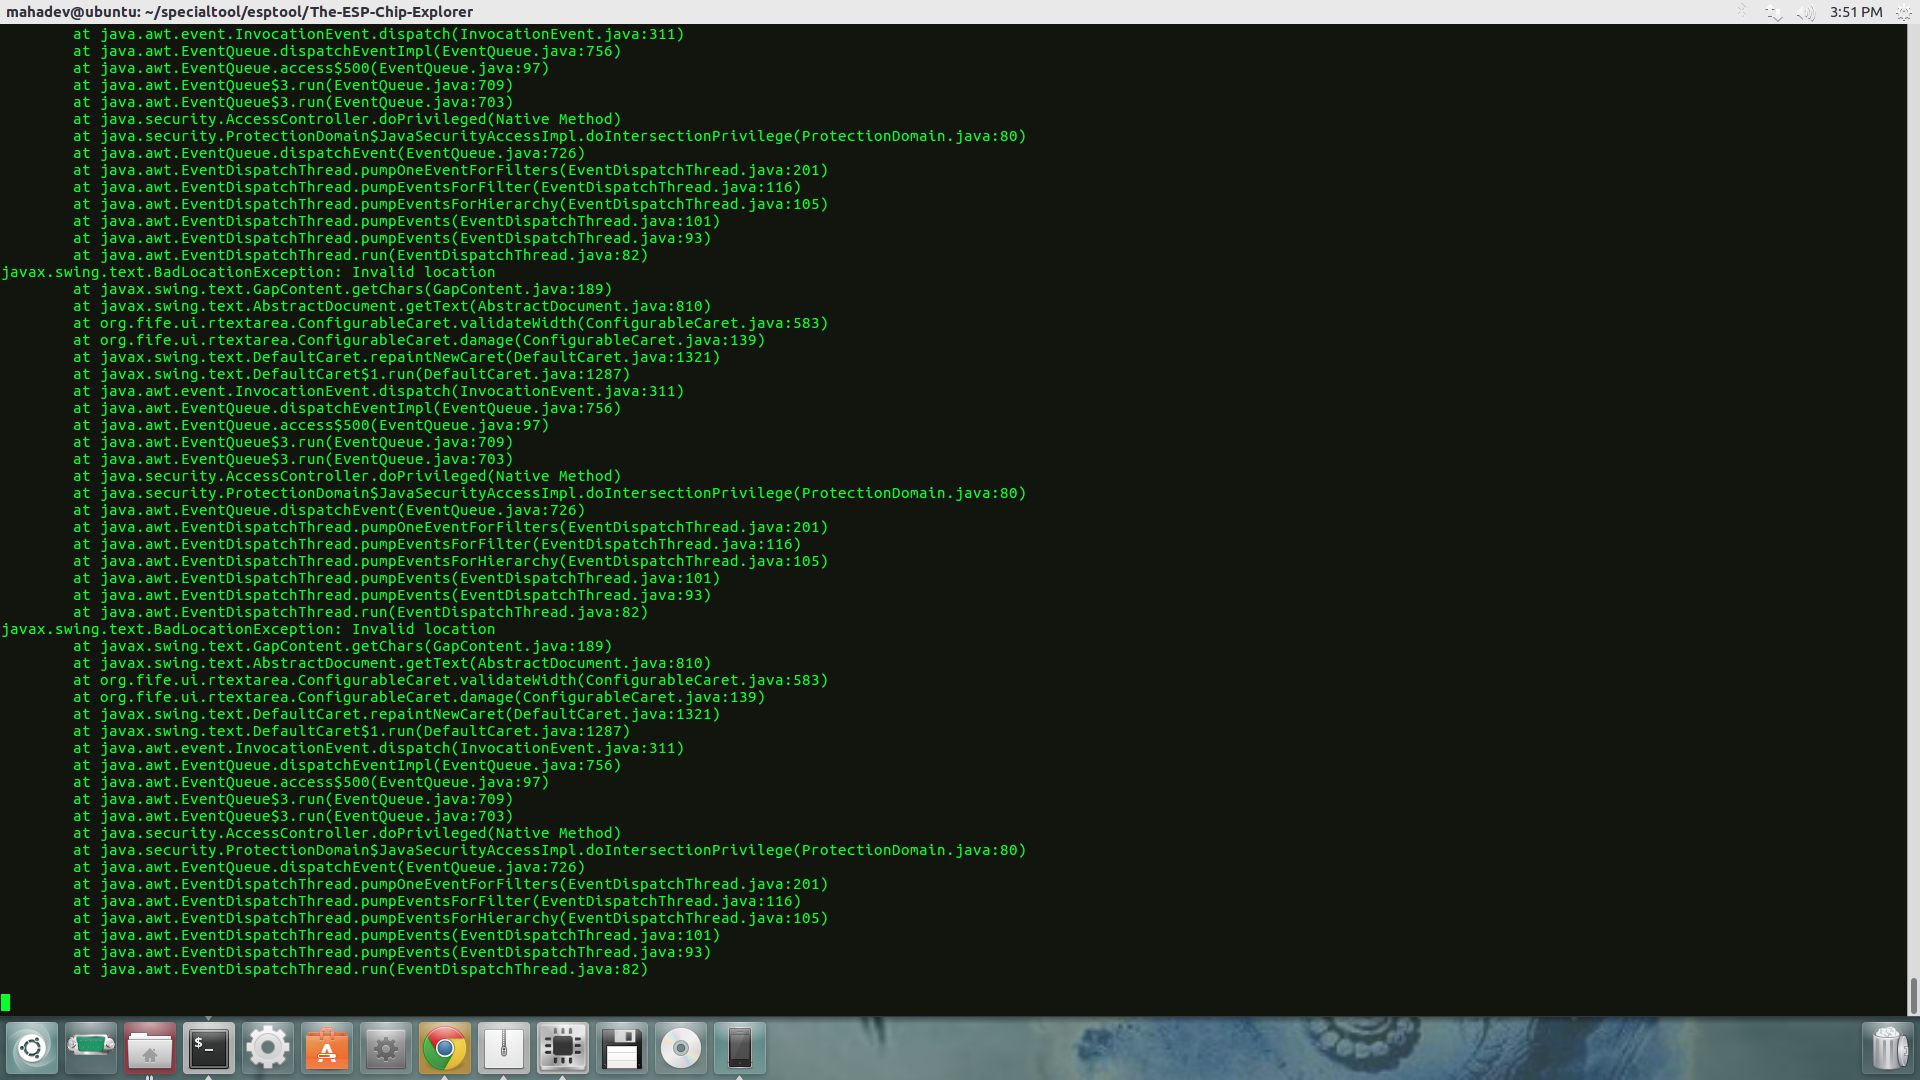 mahadev@ubuntu: ~/specialtool/esptool/The-ESP-Chip-Explorer
3:51 PM
at java.awt.event.InvocationEvent.dispatch(InvocationEvent.java:311)
at java.awt.EventQueue.dispatchEventImpl(EventQueue.java:756)
at java.awt.EventQueue.access$500(EventQueue.java:97)
at java.awt.EventQueue$3.run(EventQueue.java:709)
at java.awt.EventQueue$3.run(EventQueue.java:703)
at java.security.AccessController.doPrivileged(Native Method)
at java.security.ProtectionDomain$JavaSecurityAccessImpl.doIntersectionPrivilege(ProtectionDomain.java:80)
at java.awt.EventQueue.dispatchEvent(EventQueue.java:726)
at java.awt.EventDispatchThread.pumpOneEventForFilters(EventDispatchThread.java:201)
at java.awt.EventDispatchThread.pumpEventsForFilter(EventDispatchThread.java:116)
at java.awt.EventDispatchThread.pumpEventsForHierarchy(EventDispatchThread.java:105)
at java.awt.EventDispatchThread.pumpEvents(EventDispatchThread.java:101)
at java.awt.EventDispatchThread.pumpEvents(EventDispatchThread.java:93)
at java.awt.EventDispatchThread.run(EventDispatchThread.java:82)
javax.swing.text.BadLocationException: Invalid location
at javax.swing.text.GapContent.getChars(GapContent.java:189)
at javax.swing.text.AbstractDocument.getText(AbstractDocument.java:810)
at org.fife.ui.rtextarea.ConfigurableCaret.validateWidth(ConfigurableCaret.java:583)
at org.fife.ui.rtextarea.ConfigurableCaret.damage(ConfigurableCaret.java:139)
at javax.swing.text.DefaultCaret.repaintNewCaret(DefaultCaret.java:1321)
at javax.swing.text.DefaultCaret$1.run(DefaultCaret.java:1287)
at java.awt.event.InvocationEvent.dispatch(InvocationEvent.java:311)
at java.awt.EventQueue.dispatchEventImpl(EventQueue.java:756)
at java.awt.EventQueue.access$500(EventQueue.java:97)
at java.awt.EventQueue$3.run(EventQueue.java:709)
at java.awt.EventQueue$3.run(EventQueue.java:703)
at java.security.AccessController.doPrivileged(Native Method)
at java.security.ProtectionDomain$JavaSecurityAccessImpl.doIntersectionPrivilege(ProtectionDomain.java:80)
at java.awt.EventQueue.dispatchEvent(EventQueue.java:726)
at java.awt.EventDispatchThread.pumpOneEventForFilters(EventDispatchThread.java:201)
at java.awt.EventDispatchThread.pumpEventsForFilter(EventDispatchThread.java:116)
at java.awt.EventDispatchThread.pumpEventsForHierarchy(EventDispatchThread.java:105)
at java.awt.EventDispatchThread.pumpEvents(EventDispatchThread.java:101)
at java.awt.EventDispatchThread.pumpEvents(EventDispatchThread.java:93)
at java.awt.EventDispatchThread.run(EventDispatchThread.java:82)
javax.swing.text.BadLocationException: Invalid location
at javax.swing.text.GapContent.getChars(GapContent.java:189)
at javax.swing.text.AbstractDocument.getText(AbstractDocument.java:810)
at org.fife.ui.rtextarea.ConfigurableCaret.validateWidth(ConfigurableCaret.java:583)
at org.fife.ui.rtextarea.ConfigurableCaret.damage(ConfigurableCaret.java:139)
at javax.swing.text.DefaultCaret.repaintNewCaret(DefaultCaret.java:1321)
at javax.swing.text.DefaultCaret$1.run(DefaultCaret.java:1287)
at java.awt.event.InvocationEvent.dispatch(InvocationEvent.java:311)
at java.awt.EventQueue.dispatchEventImpl(EventQueue.java:756)
at java.awt.EventQueue.access$500(EventQueue.java:97)
at java.awt.EventQueue$3.run(EventQueue.java:709)
at java.awt.EventQueue$3.run(EventQueue.java:703)
at java.security.AccessController.doPrivileged(Native Method)
at java.security.ProtectionDomain$JavaSecurityAccessImpl.doIntersectionPrivilege(ProtectionDomain.java:80)
at java.awt.EventQueue.dispatchEvent(EventQueue.java:726)
at java.awt.EventDispatchThread.pumpOneEventForFilters(EventDispatchThread.java:201)
at java.awt.EventDispatchThread.pumpEventsForFilter(EventDispatchThread.java:116)
at java.awt.EventDispatchThread.pumpEventsForHierarchy(EventDispatchThread.java:105)
at java.awt.EventDispatchThread.pumpEvents(EventDispatchThread.java:101)
at java.awt.EventDispatchThread.pumpEvents(EventDispatchThread.java:93)
at java.awt.EventDispatchThread.run(EventDispatchThread.java:82)
$_
A